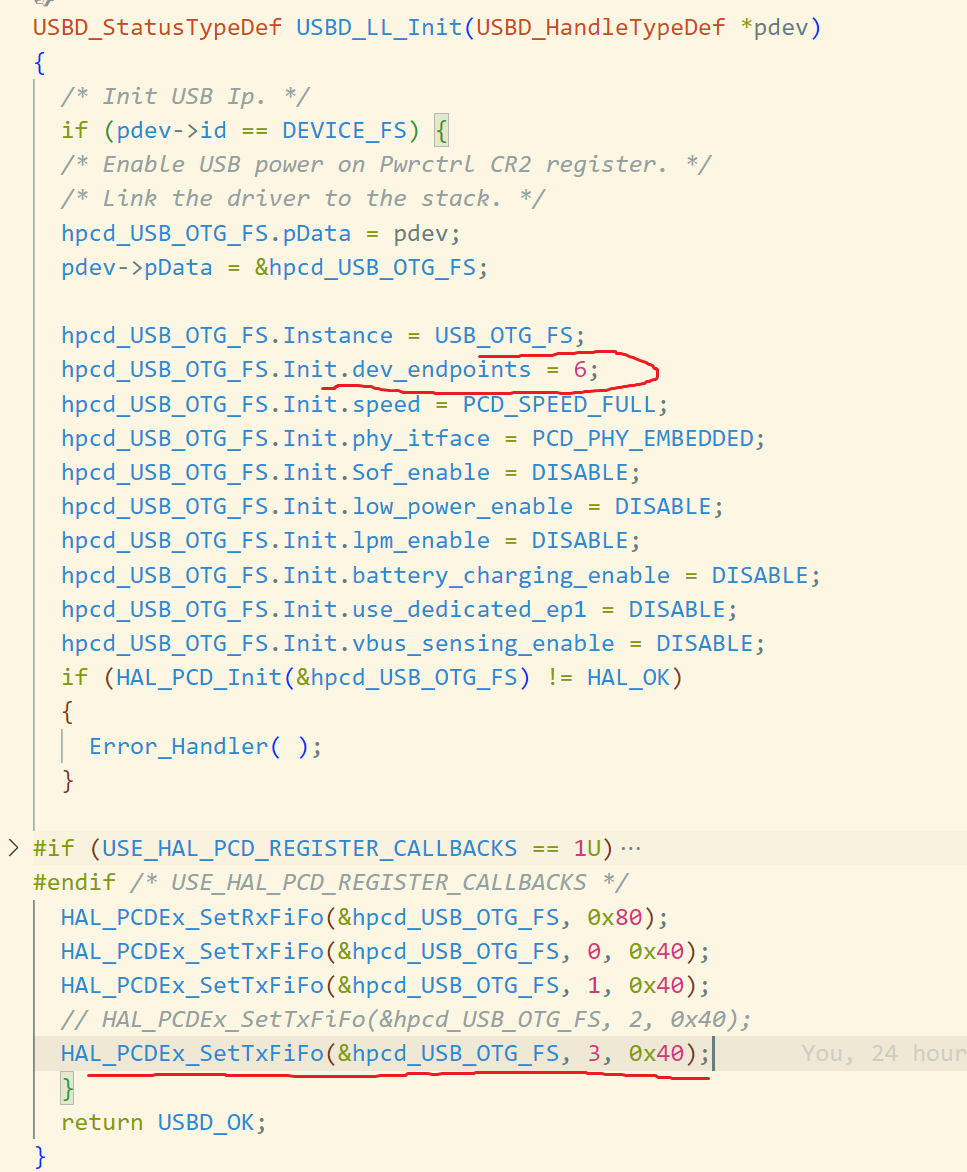 USBD_StatusTypeDef USBD_LL_Init(USBD_HandleTypeDef *pdev)
{
  /* Init USB Ip. */
  if (pdev->id == DEVICE_FS) {
  /* Enable USB power on Pwrctrl CR2 register. */
  /* Link the driver to the stack. */
  hpcd_USB_OTG_FS.pData = pdev;
  pdev->pData = &hpcd_USB_OTG_FS;

  hpcd_USB_OTG_FS.Instance = USB_OTG_FS;
  hpcd_USB_OTG_FS.Init.dev_endpoints = 6;
  hpcd_USB_OTG_FS.Init.speed = PCD_SPEED_FULL;
  hpcd_USB_OTG_FS.Init.phy_itface = PCD_PHY_EMBEDDED;
  hpcd_USB_OTG_FS.Init.Sof_enable = DISABLE;
  hpcd_USB_OTG_FS.Init.low_power_enable = DISABLE;
  hpcd_USB_OTG_FS.Init.lpm_enable = DISABLE;
  hpcd_USB_OTG_FS.Init.battery_charging_enable = DISABLE;
  hpcd_USB_OTG_FS.Init.use_dedicated_ep1 = DISABLE;
  hpcd_USB_OTG_FS.Init.vbus_sensing_enable = DISABLE;
  if (HAL_PCD_Init(&hpcd_USB_OTG_FS) != HAL_OK)
  {
    Error_Handler( );
  }

#if (USE_HAL_PCD_REGISTER_CALLBACKS == 1U)···
#endif /* USE_HAL_PCD_REGISTER_CALLBACKS */
  HAL_PCDEx_SetRxFiFo(&hpcd_USB_OTG_FS, 0x80);
  HAL_PCDEx_SetTxFiFo(&hpcd_USB_OTG_FS, 0, 0x40);
  HAL_PCDEx_SetTxFiFo(&hpcd_USB_OTG_FS, 1, 0x40);
  // HAL_PCDEx_SetTxFiFo(&hpcd_USB_OTG_FS, 2, 0x40);
  HAL_PCDEx_SetTxFiFo(&hpcd_USB_OTG_FS, 3, 0x40); You, 24 hour
  }
  return USBD_OK;
}